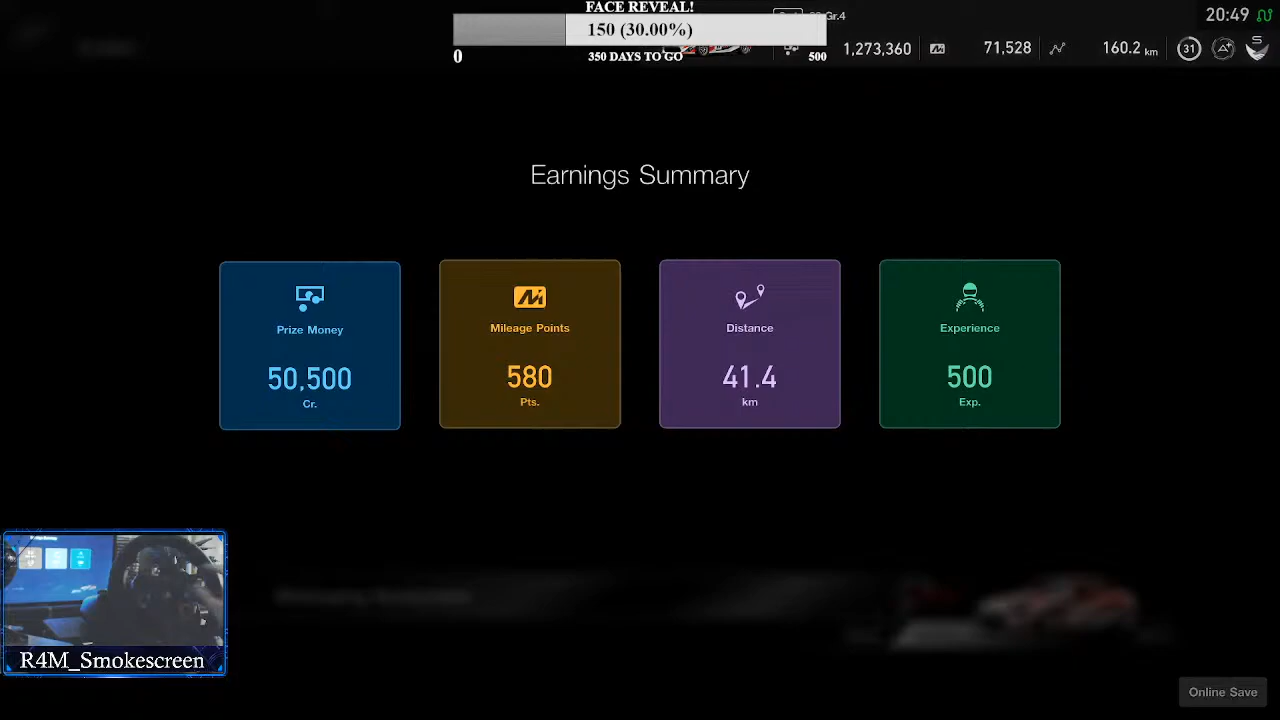 FACE REVEAL!
150 (30.00%)
0
350 DAYS TO GO
500
Gr.4
1,273,360
71,528
160.2 km
31
20:49
S
Earnings Summary
Prize Money
50,500
Cr.
Mileage Points
580
Pts.
Distance
41.4
km
Experience
500
Exp.
R4M_Smokescreen
Online Save